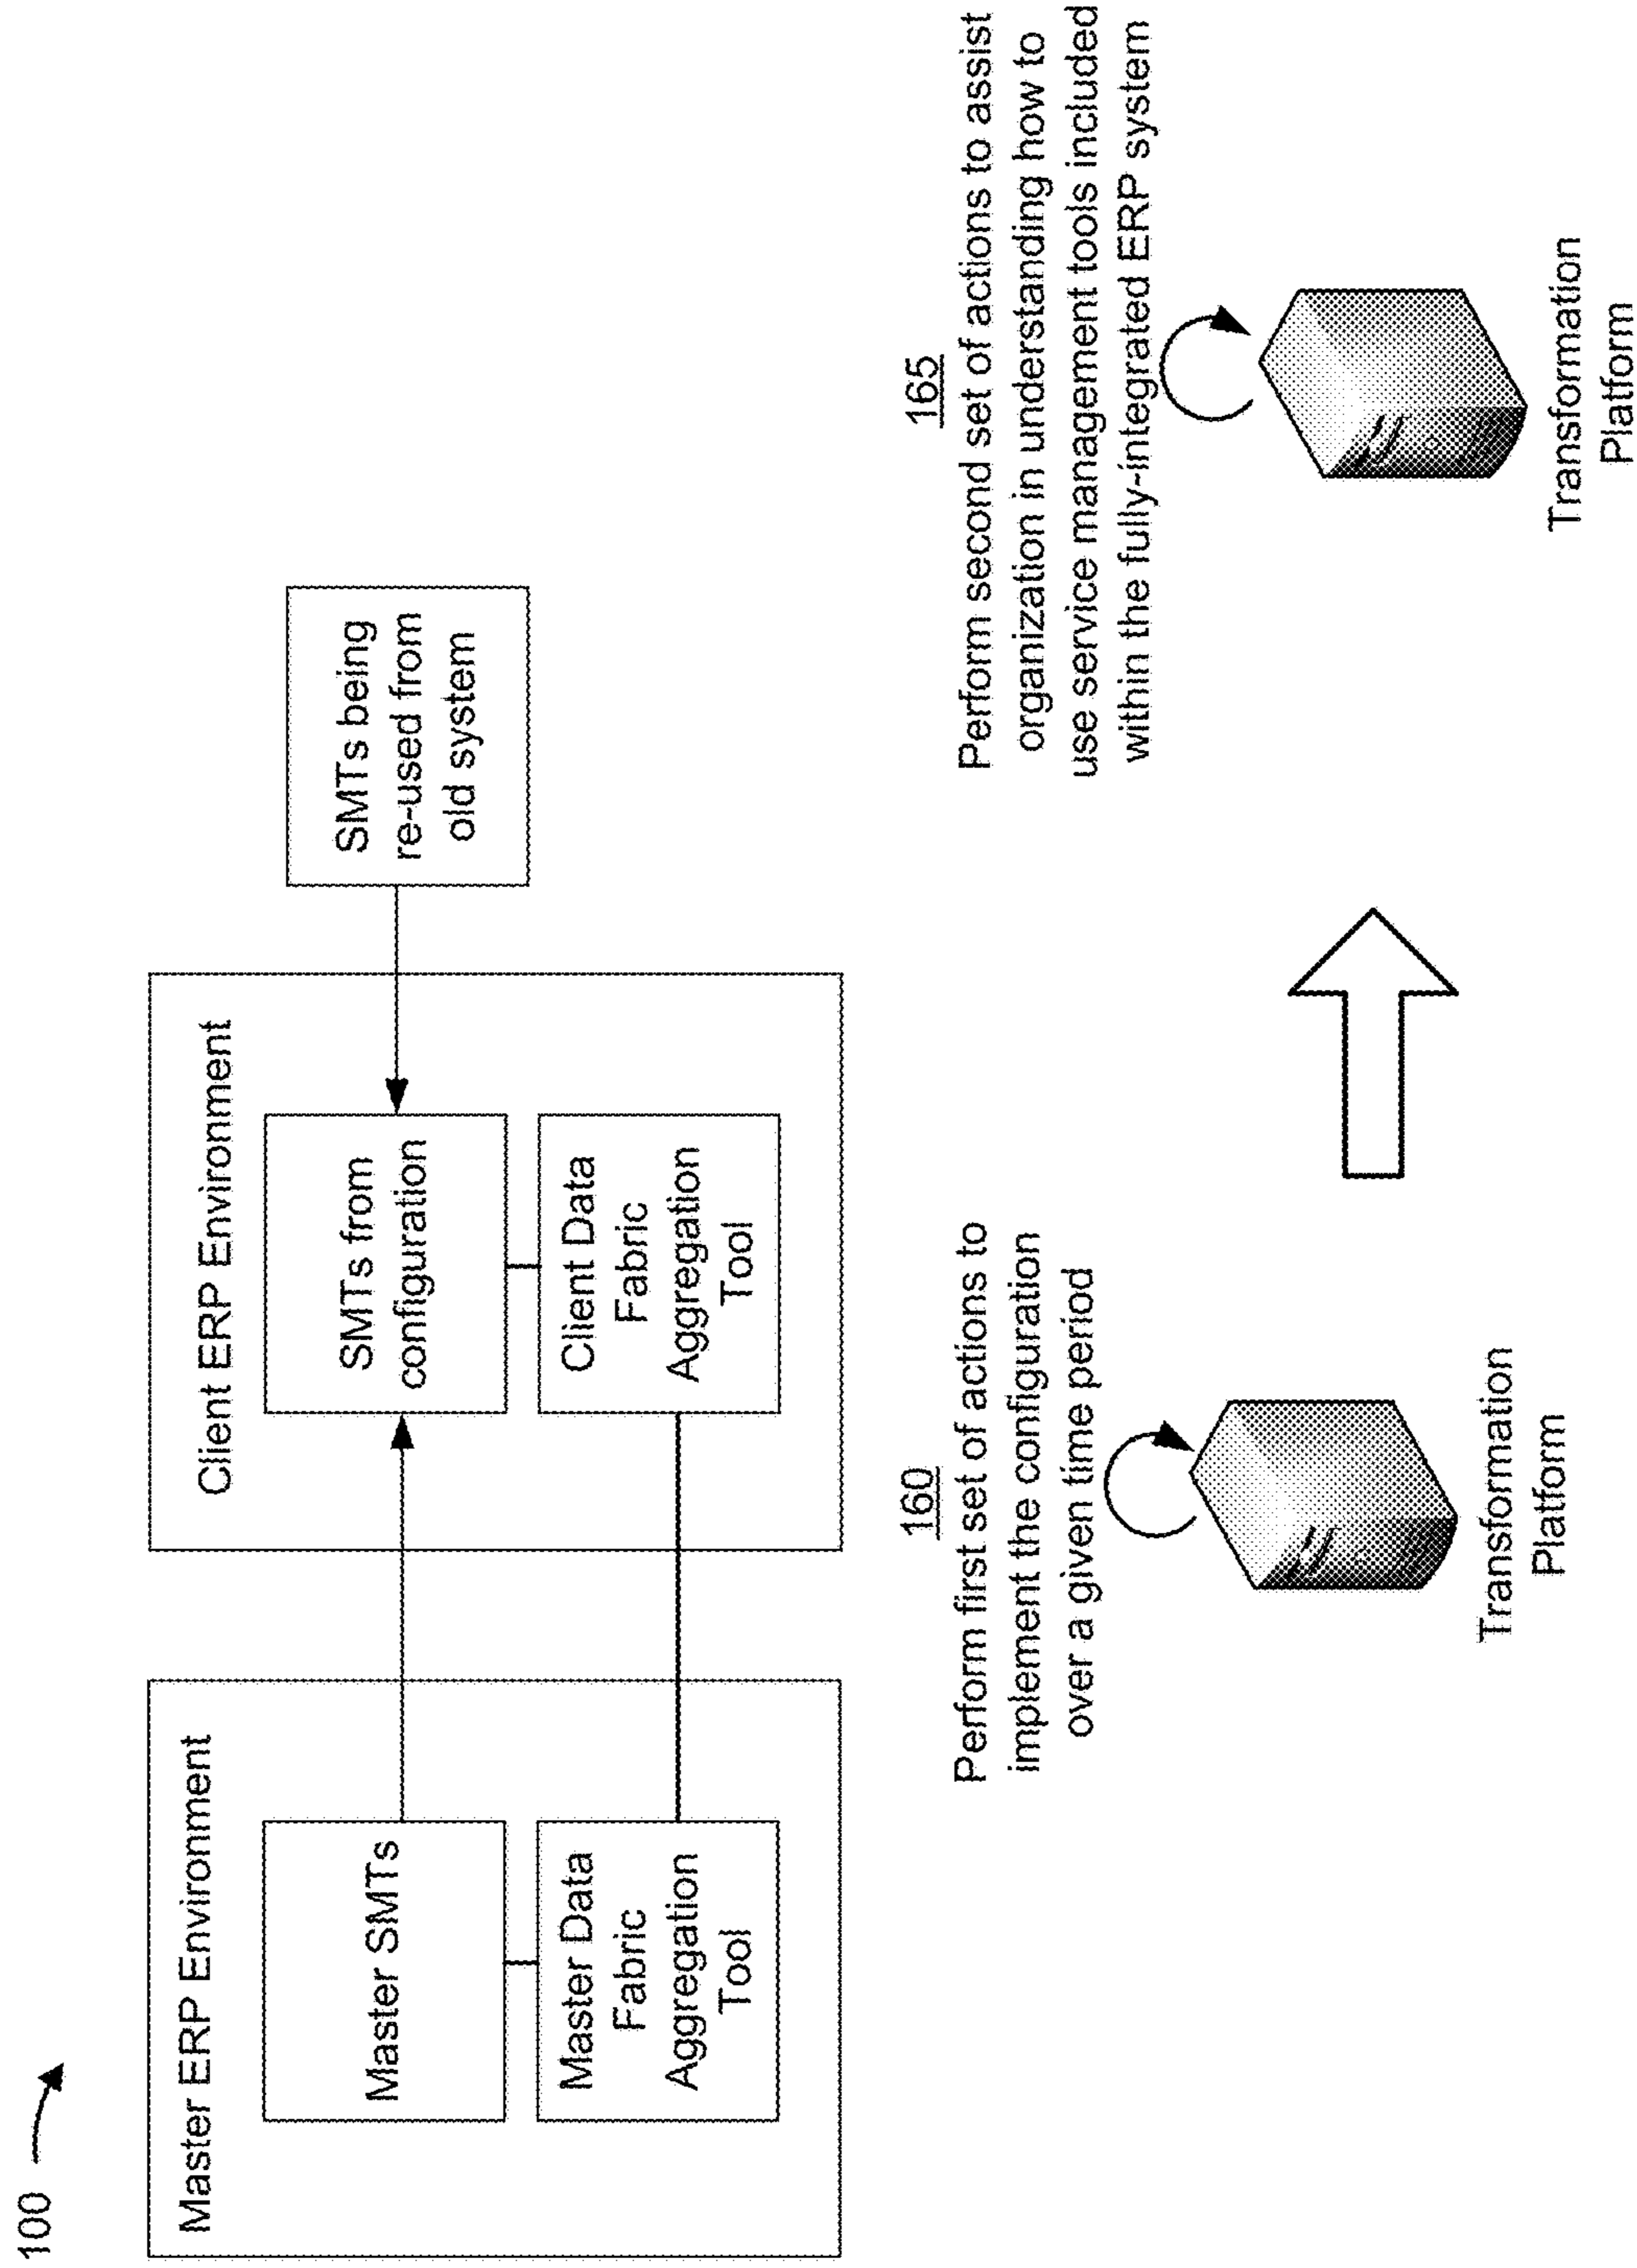 100
Master ERP Environment
Master SMTs
Master Data
Fabric
Aggregation
Tool
Client ERP Environment
SMTs from
configuration
Client Data
Fabric
Aggregation
Tool
SMTs being
re-used from
old system
160
Perform first set of actions to
implement the configuration
over a given time period
Transformation
Platform
165
Perform second set of actions to assist
organization in understanding how to
use service management tools included
within the fully-integrated ERP system
Transformation
Platform